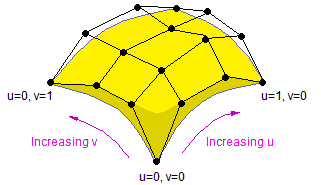 u=0, v=1
u=1, v=0
Increasing v
Increasing u
u=0, v=0